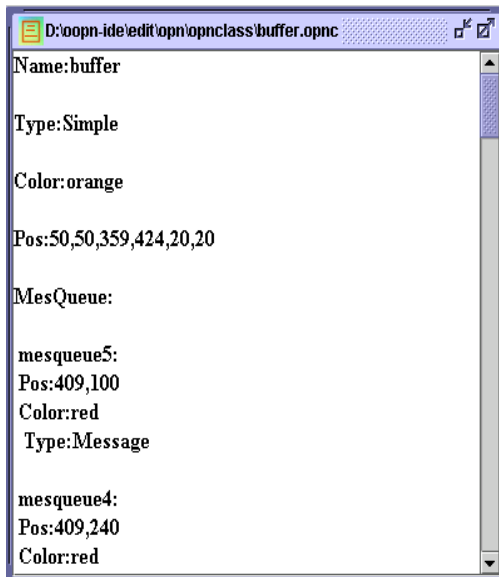 D:\oopn-ide\edit\opn\opnclass\buffer.opnc
Name:buffer
Type:Simple
Color:orange
Pos:50,50,359,424,20,20
MesQueue:
mesqueue5:
Pos:409,100
Color:red
Type:Message
mesqueue4:
Pos:409,240
Color:red